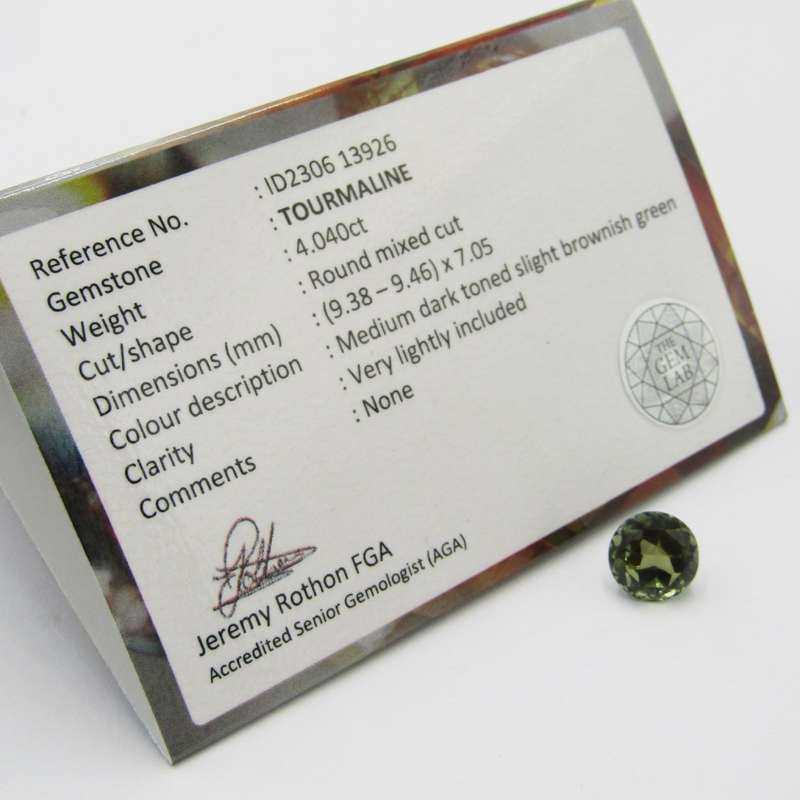 Reference No. : ID2306 13926
Gemstone : TOURMALINE
Weight : 4.040ct
Cut/shape : Round mixed cut
Dimensions (mm) : (9.38 – 9.46) x 7.05
Colour description : Medium dark toned slight brownish green
Clarity : Very lightly included
Comments : None
THE
GEM
LAB
Jeremy Rothon FGA
Accredited Senior Gemologist (AGA)